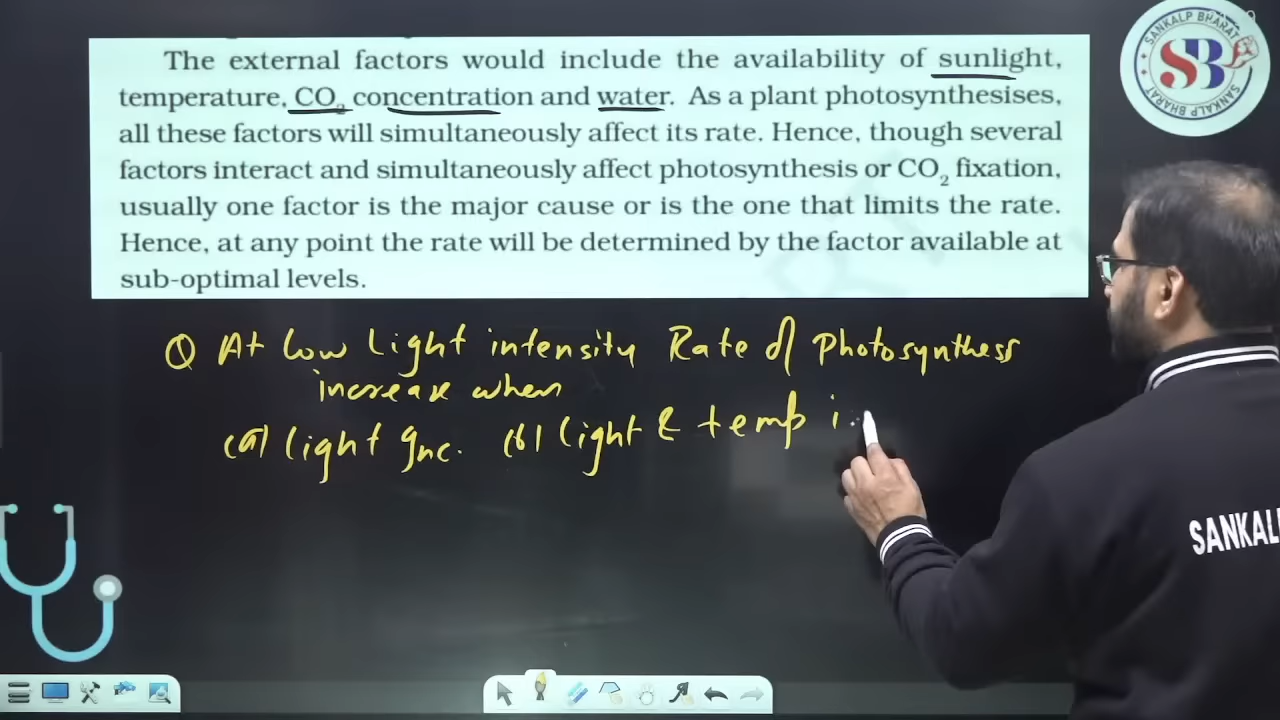 The external factors would include the availability of sunlight,
temperature, CO₂ concentration and water. As a plant photosynthesises,
all these factors will simultaneously affect its rate. Hence, though several
factors interact and simultaneously affect photosynthesis or CO₂ fixation,
usually one factor is the major cause or is the one that limits the rate.
Hence, at any point the rate will be determined by the factor available at
sub-optimal levels.
Q At low light intensity Rate of Photosynthess
increase when
(a) light Inc. (b) light & temp i
SANKALP BHARAT
SB
SANKALP BHARAT
SANKAL